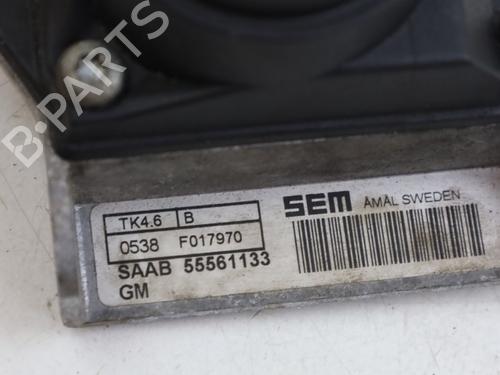 B-PARTS
TK4.6 B
SEM ÅMÅL SWEDEN
0538 F017970
SAAB 55561133
GM